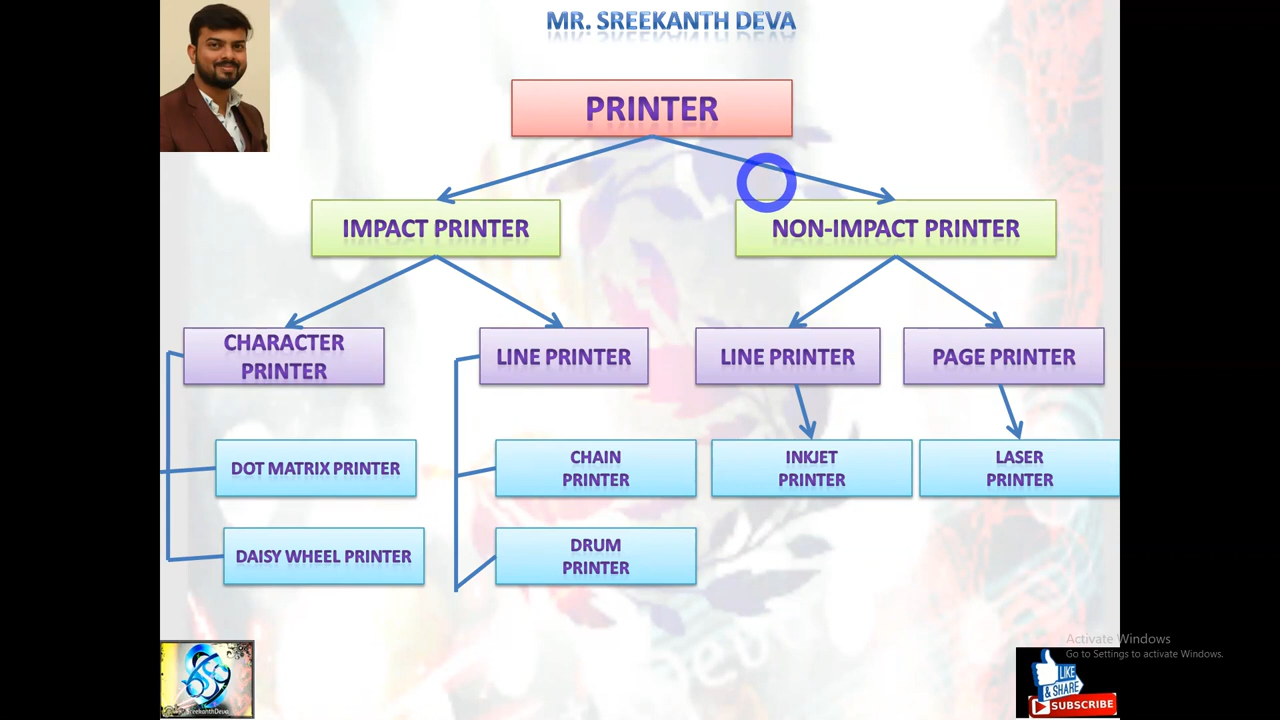 MR. SREEKANTH DEVA
PRINTER
IMPACT PRINTER
NON-IMPACT PRINTER
CHARACTER
PRINTER
LINE PRINTER
LINE PRINTER
PAGE PRINTER
DOT MATRIX PRINTER
CHAIN
PRINTER
INKJET
PRINTER
LASER
PRINTER
DAISY WHEEL PRINTER
DRUM
PRINTER
Activate Windows
Go to Settings to activate Windows.
LIKE
& SHARE
SUBSCRIBE
SreekanthDeva